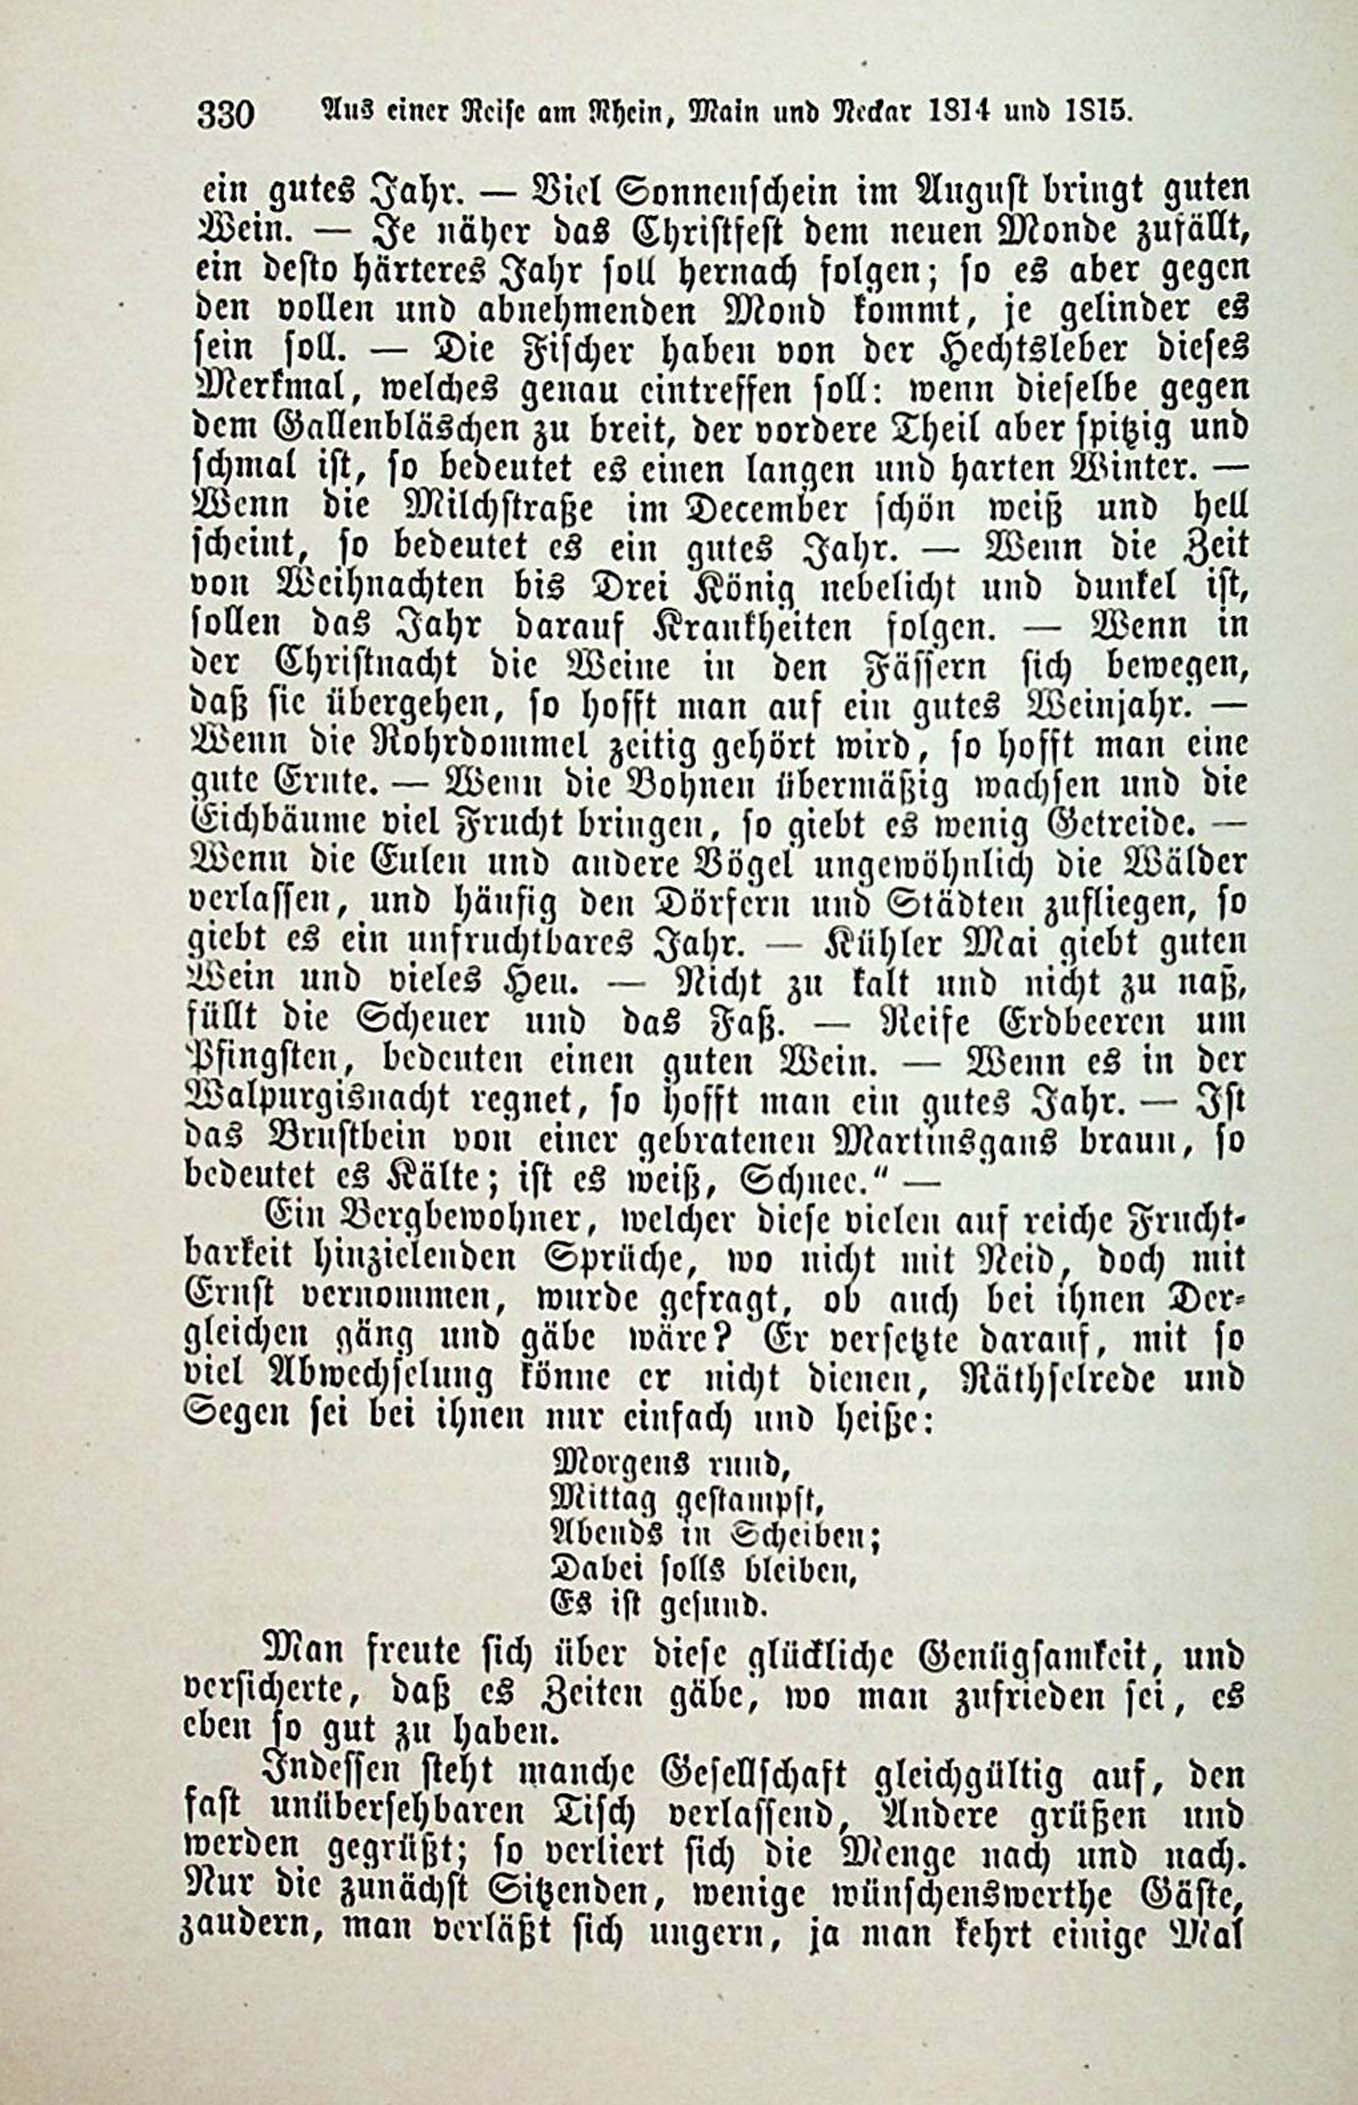 330 Aus einer Reise am Rhein, Main und Neckar 1814 und 1815.
ein gutes Jahr. — Viel Sonnenschein im August bringt guten
Wein. — Je näher das Christfest dem neuen Monde zufällt,
ein desto härteres Jahr soll hernach folgen; so es aber gegen
den vollen und abnehmenden Mond kommt, je gelinder es
sein soll. — Die Fischer haben von der Hechtsleber dieses
Merkmal, welches genau eintreffen soll: wenn dieselbe gegen
dem Gallenbläschen zu breit, der vordere Theil aber spitzig und
schmal ist, so bedeutet es einen langen und harten Winter. —
Wenn die Milchstraße im December schön weiß und hell
scheint, so bedeutet es ein gutes Jahr. — Wenn die Zeit
von Weihnachten bis Drei König nebelicht und dunkel ist,
sollen das Jahr darauf Krankheiten folgen. — Wenn in
der Christnacht die Weine in den Fässern sich bewegen,
daß sie übergehen, so hofft man auf ein gutes Weinjahr. —
Wenn die Rohrdommel zeitig gehört wird, so hofft man eine
gute Ernte. — Wenn die Bohnen übermäßig wachsen und die
Eichbäume viel Frucht bringen, so giebt es wenig Getreide. —
Wenn die Eulen und andere Vögel ungewöhnlich die Wälder
verlassen, und häufig den Dörfern und Städten zufliegen, so
giebt es ein unfruchtbares Jahr. — Kühler Mai giebt guten
Wein und vieles Heu. — Nicht zu kalt und nicht zu naß,
füllt die Scheuer und das Faß. — Reife Erdbeeren um
Pfingsten, bedeuten einen guten Wein. — Wenn es in der
Walpurgisnacht regnet, so hofft man ein gutes Jahr. — Ist
das Brustbein von einer gebratenen Martinsgans braun, so
bedeutet es Kälte; ist es weiß, Schnee.“ —
Ein Bergbewohner, welcher diese vielen auf reiche Frucht-
barkeit hinzielenden Sprüche, wo nicht mit Neid, doch mit
Ernst vernommen, wurde gefragt, ob auch bei ihnen Der-
gleichen gäng und gäbe wäre? Er versetzte darauf, mit so
viel Abwechselung könne er nicht dienen, Räthselrede und
Segen sei bei ihnen nur einfach und heiße:
Morgens rund,
Mittag gestampft,
Abends in Scheiben;
Dabei solls bleiben,
Es ist gesund.
Man freute sich über diese glückliche Genügsamkeit, und
versicherte, daß es Zeiten gäbe, wo man zufrieden sei, es
eben so gut zu haben.
Indessen steht manche Gesellschaft gleichgültig auf, den
fast unübersehbaren Tisch verlassend, Andere grüßen und
werden gegrüßt; so verliert sich die Menge nach und nach.
Nur die zunächst Sitzenden, wenige wünschenswerthe Gäste,
zaudern, man verläßt sich ungern, ja man kehrt einige Mal